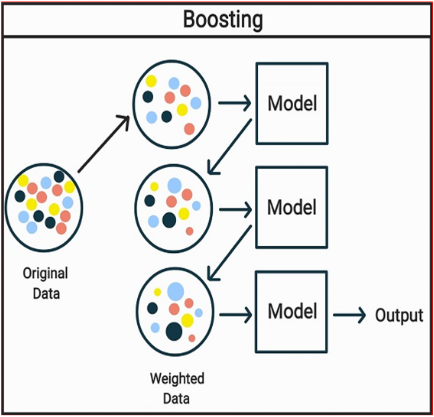 Boosting
Model
Model
Original
Data
Model
Output
Weighted
Data